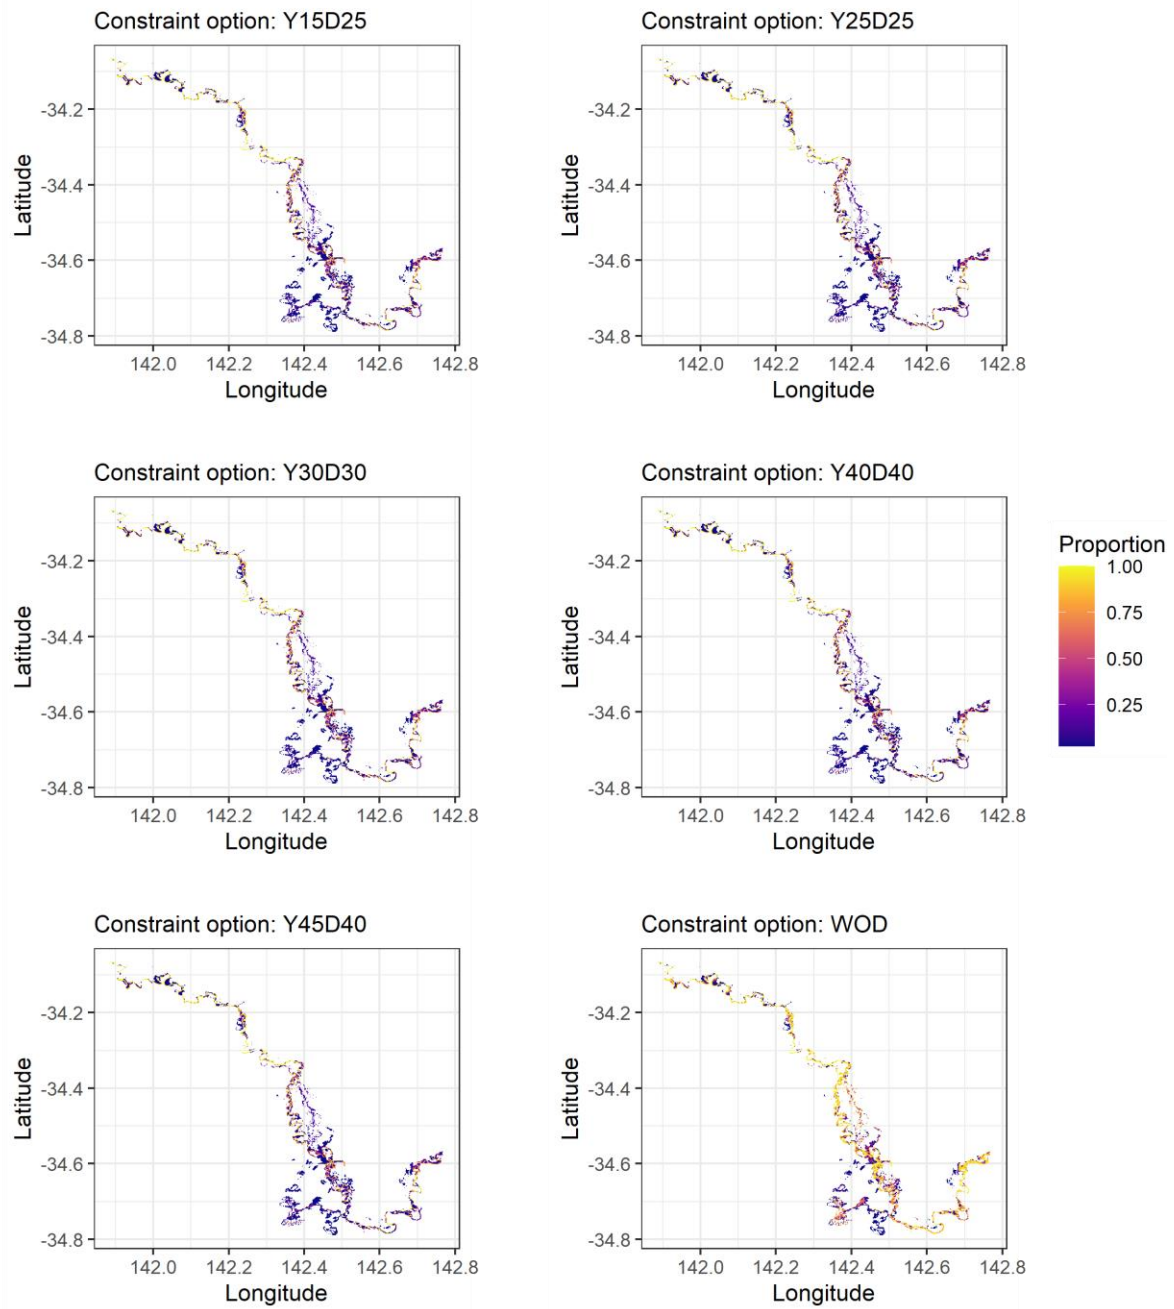 Constraint option: Y15D25
Latitude
-34.2
-34.4
-34.6
-34.8
142.0 142.2 142.4 142.6 142.8
Longitude
Constraint option: Y25D25
Latitude
-34.2
-34.4
-34.6
-34.8
142.0 142.2 142.4 142.6 142.8
Longitude
Constraint option: Y30D30
Latitude
-34.2
-34.4
-34.6
-34.8
142.0 142.2 142.4 142.6 142.8
Longitude
Constraint option: Y40D40
Latitude
-34.2
-34.4
-34.6
-34.8
142.0 142.2 142.4 142.6 142.8
Longitude
Proportion
1.00
0.75
0.50
0.25
Constraint option: Y45D40
Latitude
-34.2
-34.4
-34.6
-34.8
142.0 142.2 142.4 142.6 142.8
Longitude
Constraint option: WOD
Latitude
-34.2
-34.4
-34.6
-34.8
142.0 142.2 142.4 142.6 142.8
Longitude